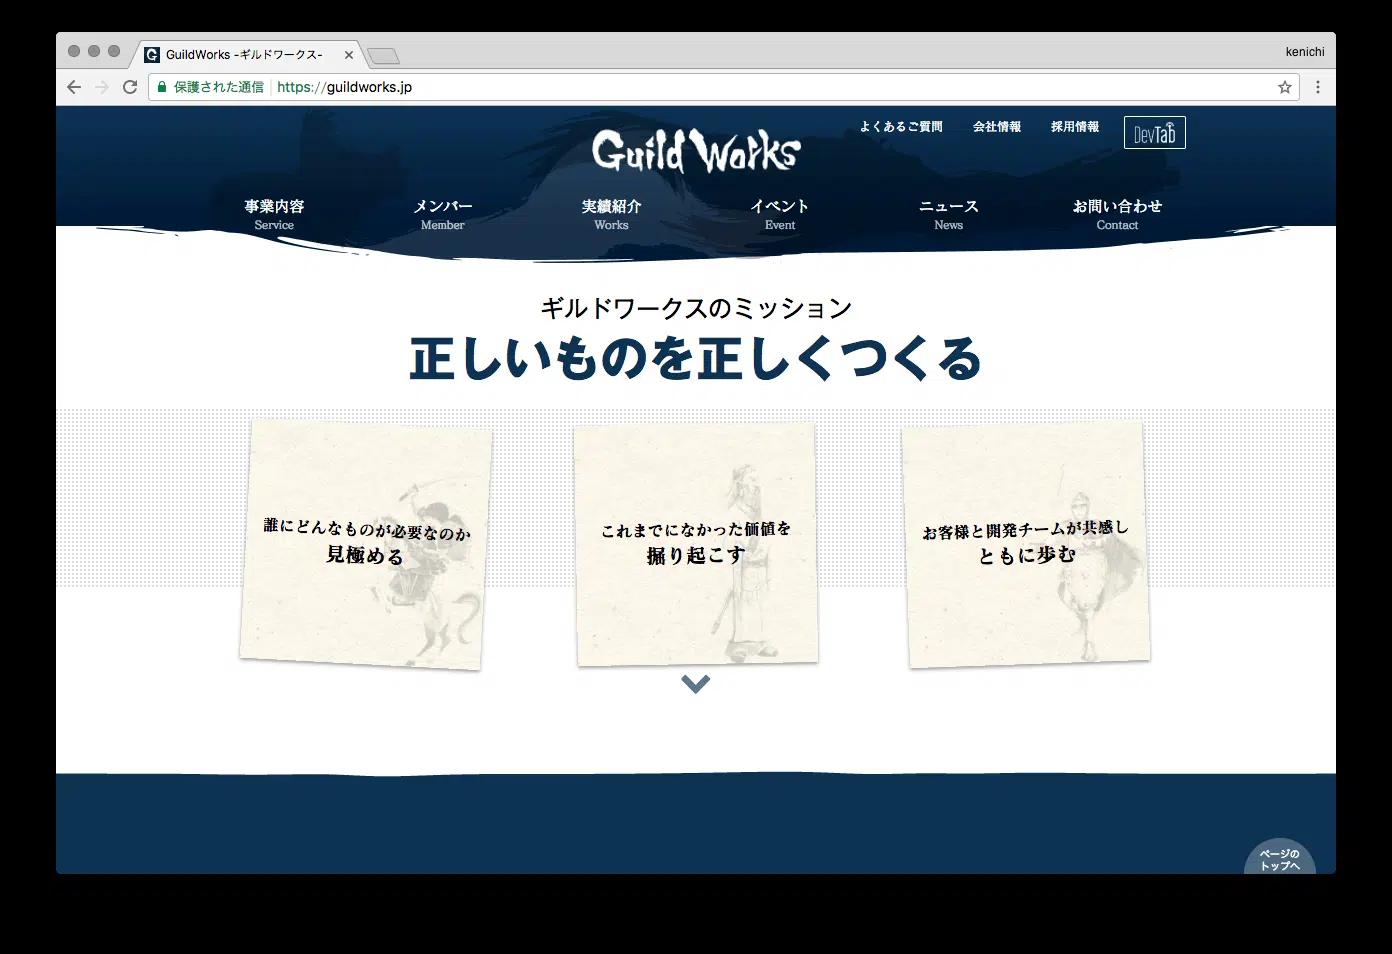 GuildWorks -ギルドワークス-
kenichi
保護された通信
https://guildworks.jp
よくあるご質問
会社情報
採用情報
DevTab
Guild Works
事業内容
Service
メンバー
Member
実績紹介
Works
イベント
Event
ニュース
News
お問い合わせ
Contact
ギルドワークスのミッション
正しいものを正しくつくる
誰にどんなものが必要なのか
見極める
これまでになかった価値を
掘り起こす
お客様と開発チームが共感し
ともに歩む
ページの
トップへ